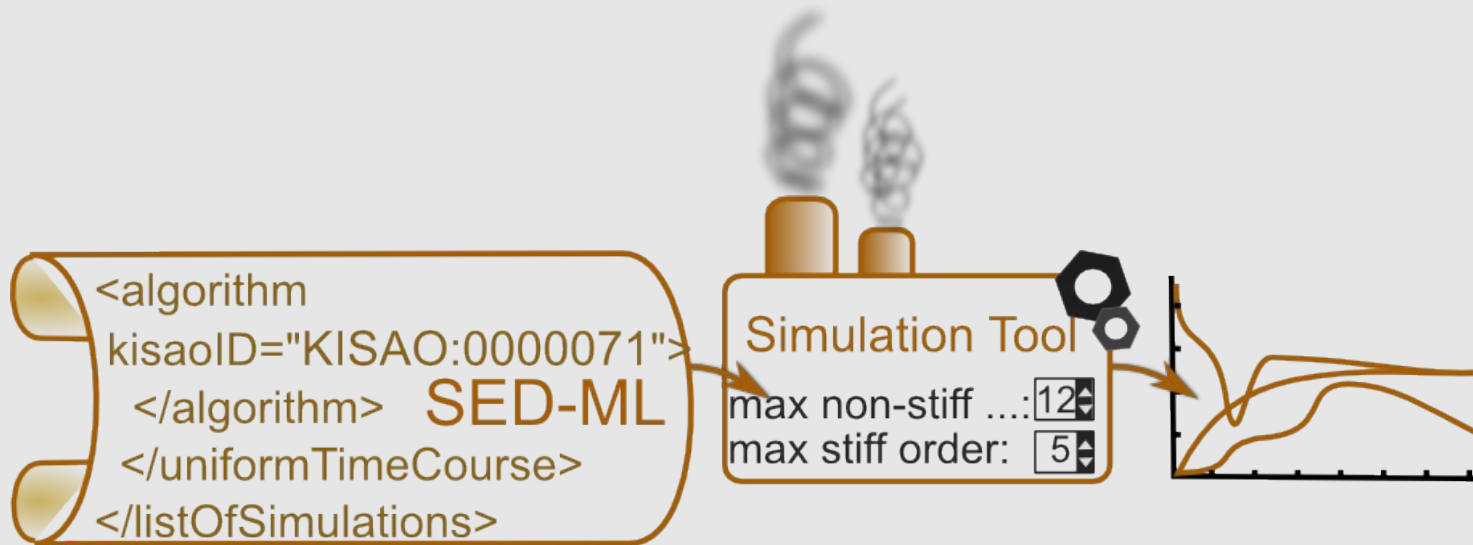 <algorithm
kisaoID="KISAO:0000071">
</algorithm>
SED-ML
</uniformTimeCourse>
</listOfSimulations>
Simulation Tool
max non-stiff ...: 12
max stiff order: 5